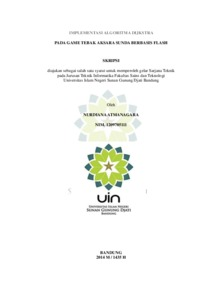 IMPLEMENTASI ALGORITMA DIJKSTRA
PADA GAME TEBAK AKSARA SUNDA BERBASIS FLASH
SKRIPSI
diajukan sebagai salah satu syarat untuk memperoleh gelar Sarjana Teknik
pada Jurusan Teknik Informatika Fakultas Sains dan Teknologi
Universitas Islam Negeri Sunan Gunung Djati Bandung
Oleh
NURDIANA ATMANAGARA
NIM.1209705111
uin
UNIVERSITAS ISLAM NEGERI
SUNAN GUNUNG DJATI
BANDUNG
BANDUNG
2014 M / 1435 H